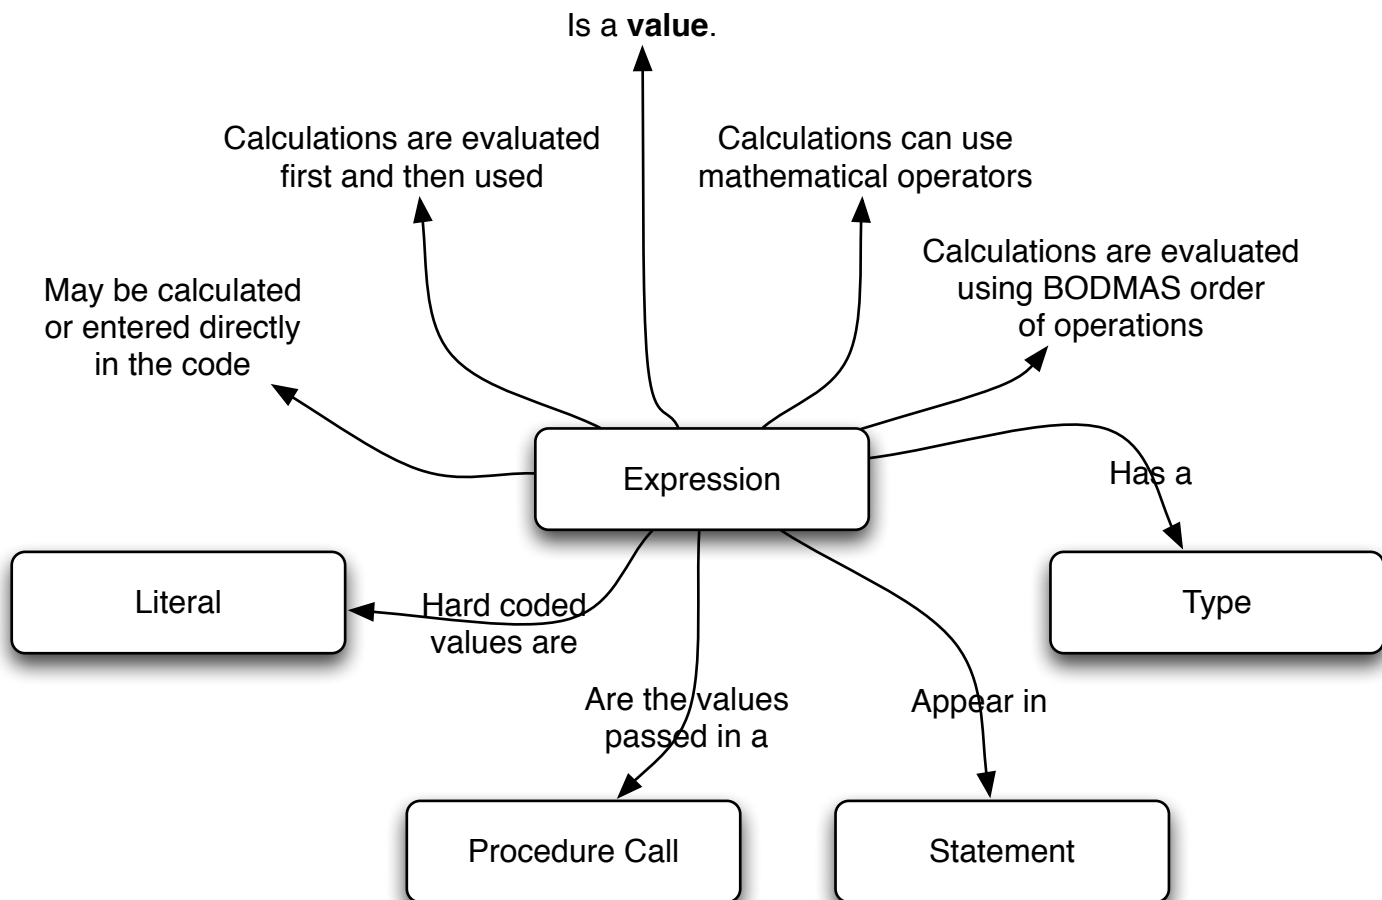 Is a value.
Calculations are evaluated
first and then used
Calculations can use
mathematical operators
Calculations are evaluated
using BODMAS order
of operations
May be calculated
or entered directly
in the code
Expression
Has a
Literal
Hard coded
values are
Type
Are the values
passed in a
Appear in
Procedure Call
Statement